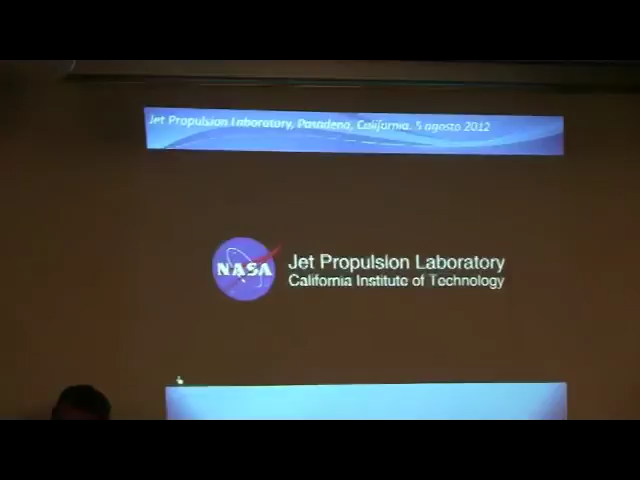 Jet Propulsion Laboratory, Pasadena, California. 5 agosto 2012
NASA
Jet Propulsion Laboratory
California Institute of Technology